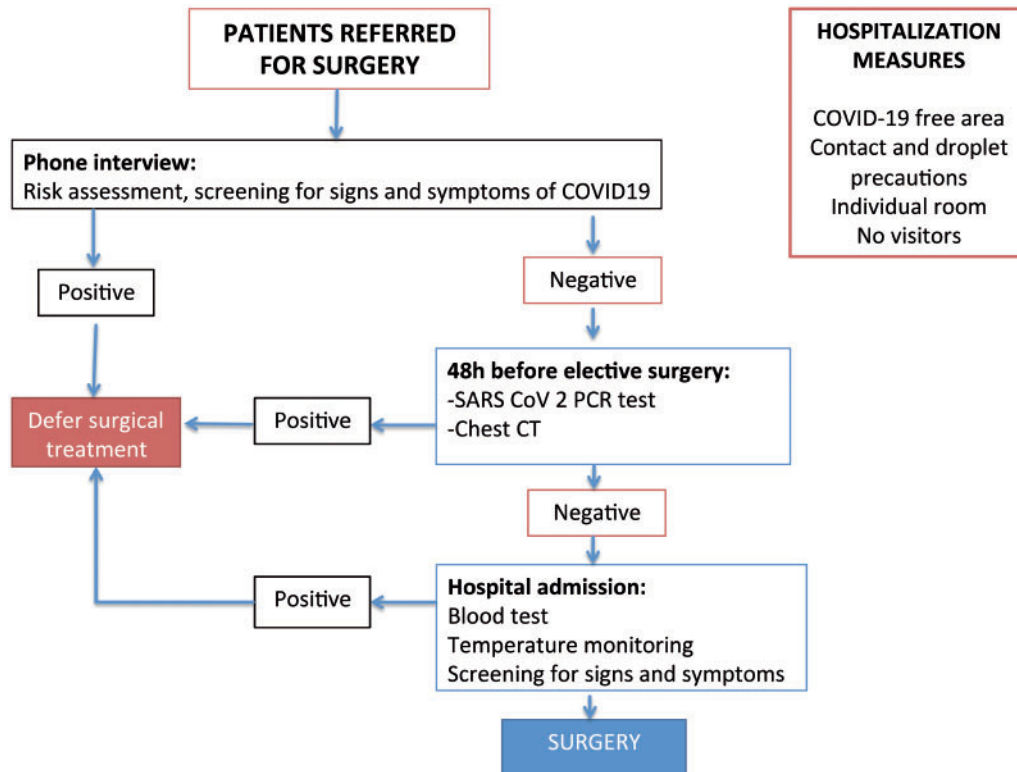 PATIENTS REFERRED
FOR SURGERY
HOSPITALIZATION
MEASURES
COVID-19 free area
Contact and droplet
precautions
Individual room
No visitors
Phone interview:
Risk assessment, screening for signs and symptoms of COVID19
Positive
Negative
48h before elective surgery:
-SARS CoV 2 PCR test
-Chest CT
Positive
Defer surgical
treatment
Negative
Hospital admission:
Blood test
Temperature monitoring
Screening for signs and symptoms
Positive
SURGERY